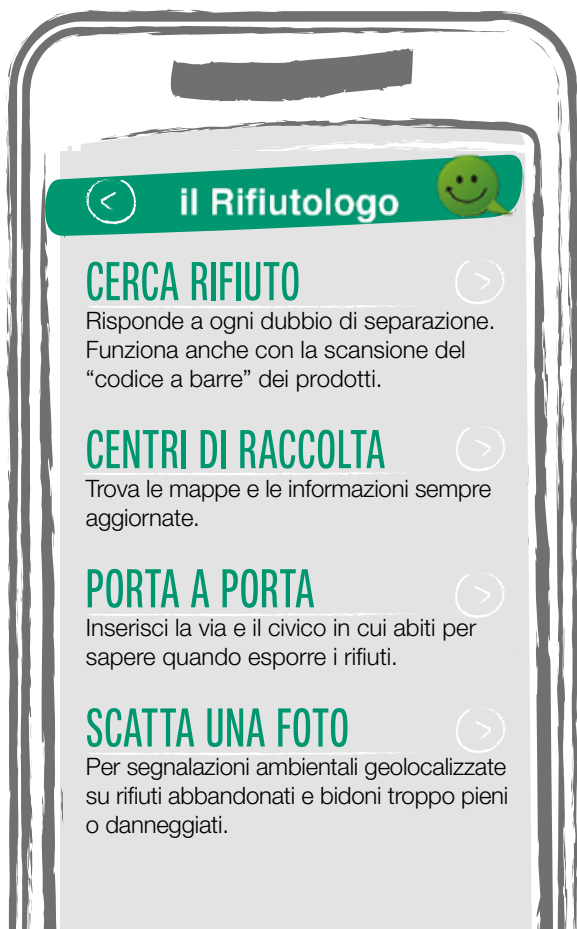 il Rifiutologo
CERCA RIFIUTO
Risponde a ogni dubbio di separazione.
Funziona anche con la scansione del
“codice a barre” dei prodotti.
CENTRI DI RACCOLTA
Trova le mappe e le informazioni sempre
aggiornate.
PORTA A PORTA
Inserisci la via e il civico in cui abiti per
sapere quando esporre i rifiuti.
SCATTA UNA FOTO
Per segnalazioni ambientali geolocalizzate
su rifiuti abbandonati e bidoni troppo pieni
o danneggiati.